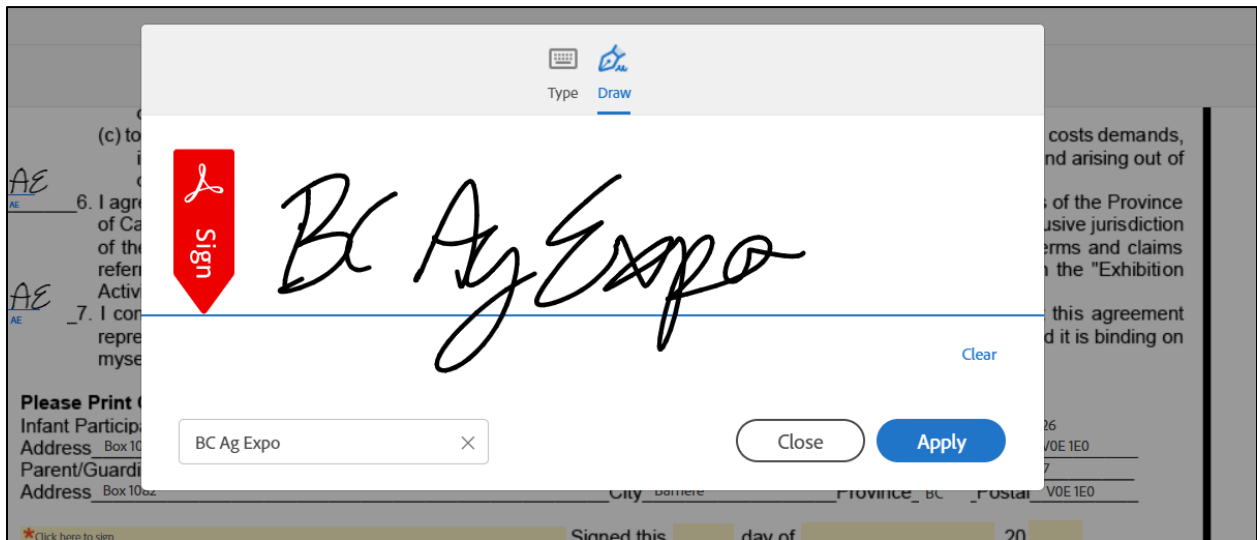 Type Draw
(c) to costs demands,
nd arising out of
AE
AE 6. I agre s of the Province
of Ca usive jurisdiction
of the erms and claims
refer n the "Exhibition
AE Activ
AE 7. I con this agreement
repre d it is binding on
myse
Sign
BC Ag Expo
Clear
BC Ag Expo
Close Apply
Please Print
Infant Particip 26
Address Box 10 V0E 1E0
Parent/Guardi 7
Address Box 1082 City Barriere Province BC Postal V0E 1E0
*Click here to sign Signed this day of 20